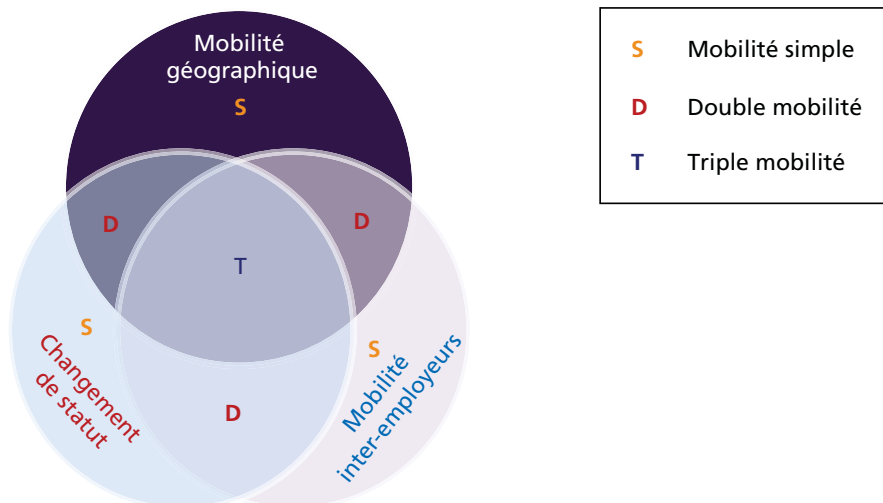 Mobilité
géographique
S
D
D
T
S
S
Changement
de statut
Mobilité
inter-employeurs
D
S Mobilité simple
D Double mobilité
T Triple mobilité